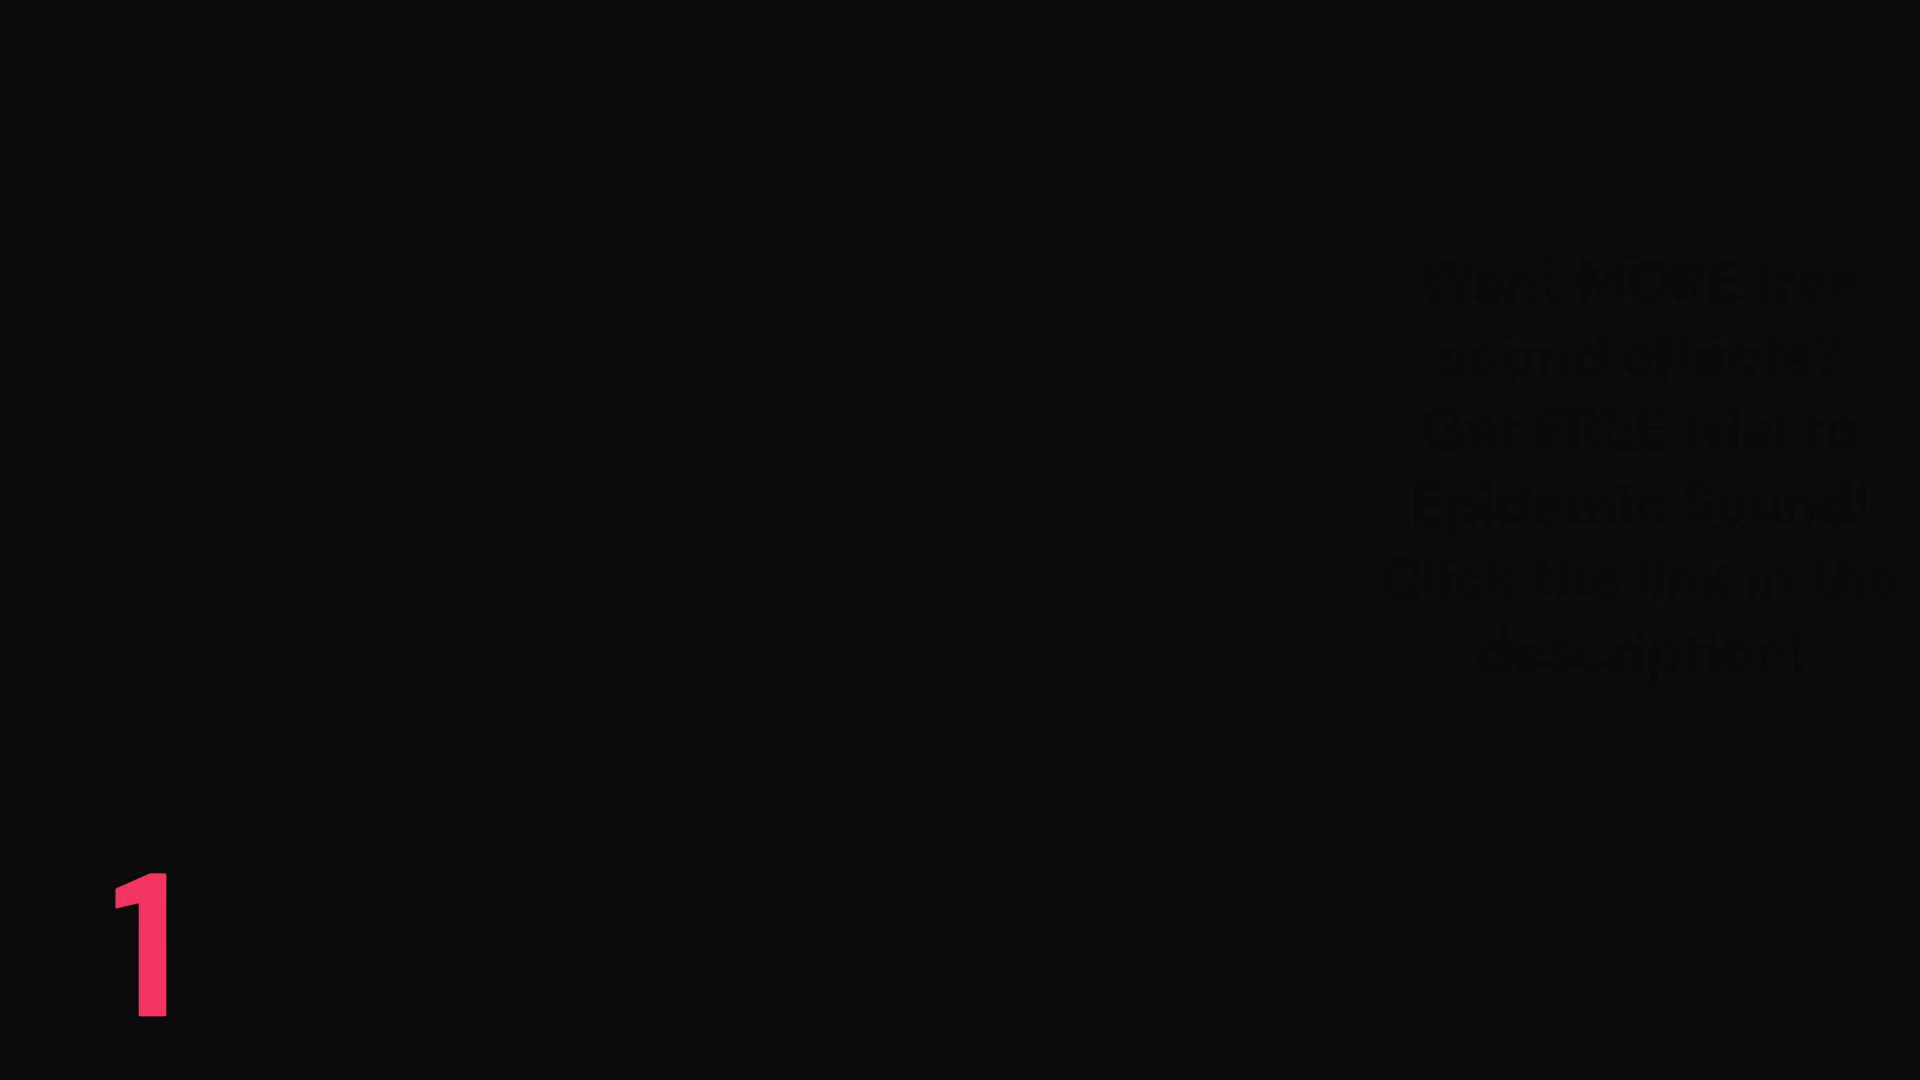 Want MORE free
sound effects?
Get FREE trial to
Epidemic Sound!
Click the link in the
description!
1